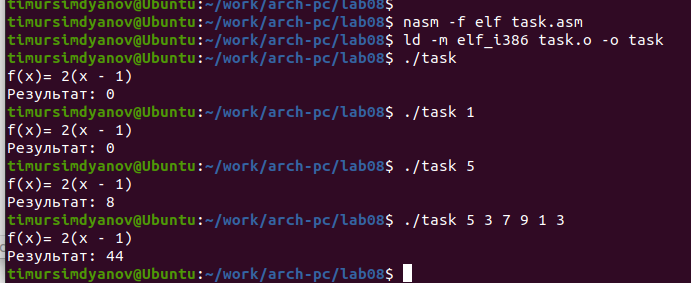 timursimdyanov@Ubuntu:~/work/arch-pc/lab08$
timursimdyanov@Ubuntu:~/work/arch-pc/lab08$ nasm -f elf task.asm
timursimdyanov@Ubuntu:~/work/arch-pc/lab08$ ld -m elf_i386 task.o -o task
timursimdyanov@Ubuntu:~/work/arch-pc/lab08$ ./task
f(x)= 2(x - 1)
Результат: 0
timursimdyanov@Ubuntu:~/work/arch-pc/lab08$ ./task 1
f(x)= 2(x - 1)
Результат: 0
timursimdyanov@Ubuntu:~/work/arch-pc/lab08$ ./task 5
f(x)= 2(x - 1)
Результат: 8
timursimdyanov@Ubuntu:~/work/arch-pc/lab08$ ./task 5 3 7 9 1 3
f(x)= 2(x - 1)
Результат: 44
timursimdyanov@Ubuntu:~/work/arch-pc/lab08$